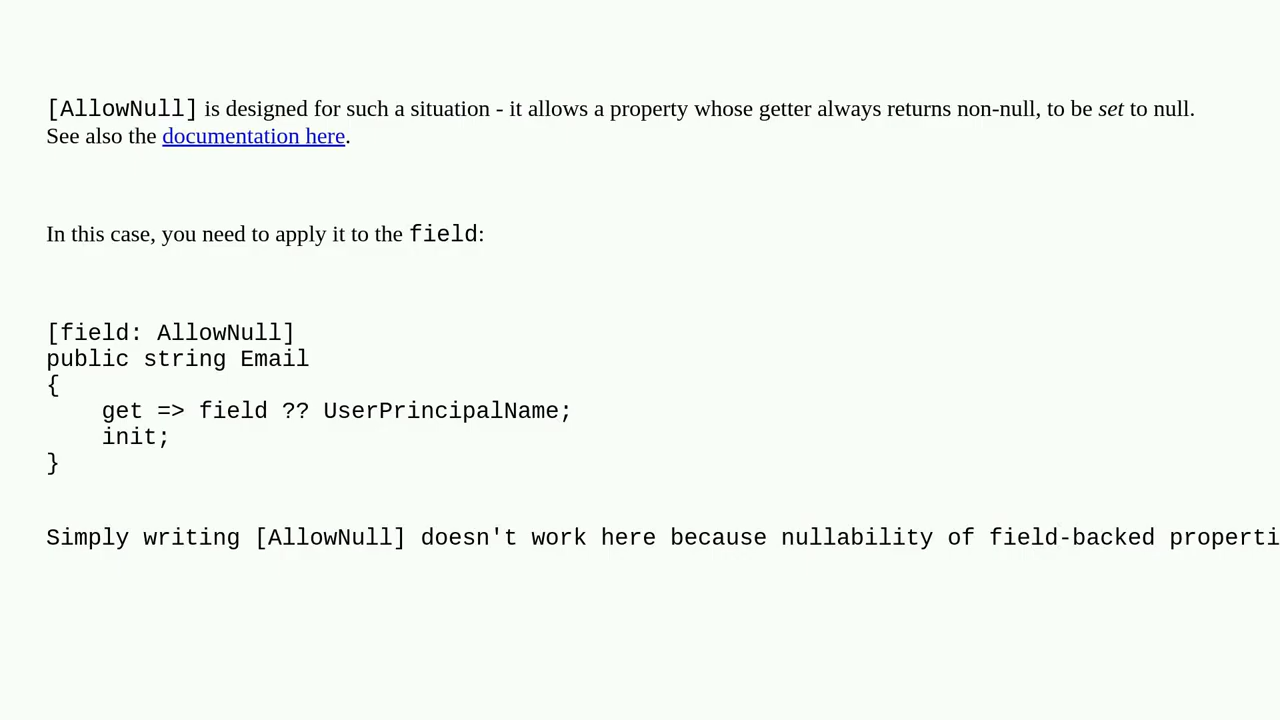 [AllowNull] is designed for such a situation - it allows a property whose getter always returns non-null, to be set to null.
See also the documentation here.
In this case, you need to apply it to the field:
[field: AllowNull]
public string Email
{
    get => field ?? UserPrincipalName;
    init;
}
Simply writing [AllowNull] doesn't work here because nullability of field-backed